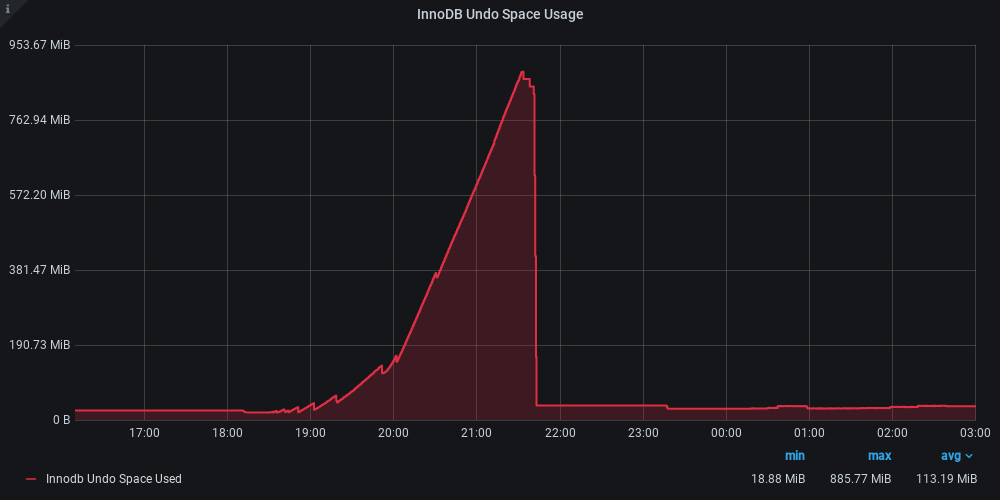 i
InnoDB Undo Space Usage
953.67 MiB
762.94 MiB
572.20 MiB
381.47 MiB
190.73 MiB
0 B
17:00 18:00 19:00 20:00 21:00 22:00 23:00 00:00 01:00 02:00 03:00
min max avg
Innodb Undo Space Used 18.88 MiB 885.77 MiB 113.19 MiB